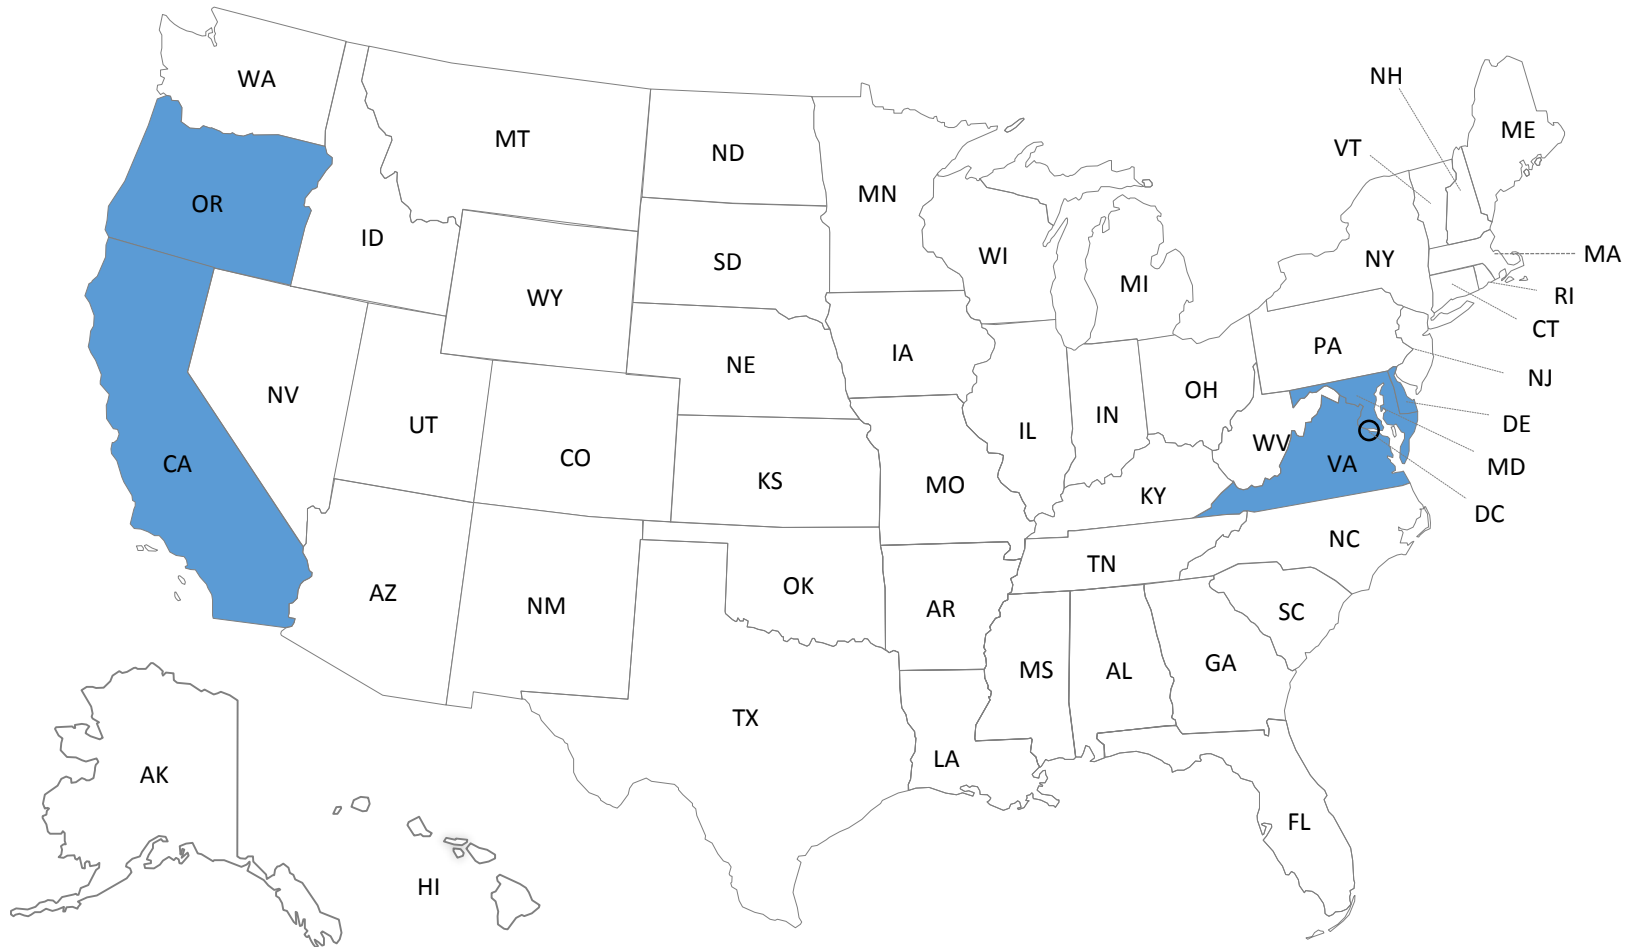 NH
WA
ME
MT
VT
ND
MN
OR
ID
WI
NY
MA
SD
MI
WY
RI
CT
PA
IA
NE
NJ
OH
NV
IN
UT
DE
IL
WV
CO
CA
VA
MD
KS
MO
KY
DC
NC
TN
OK
AZ
NM
AR
SC
GA
MS
AL
TX
LA
AK
FL
HI